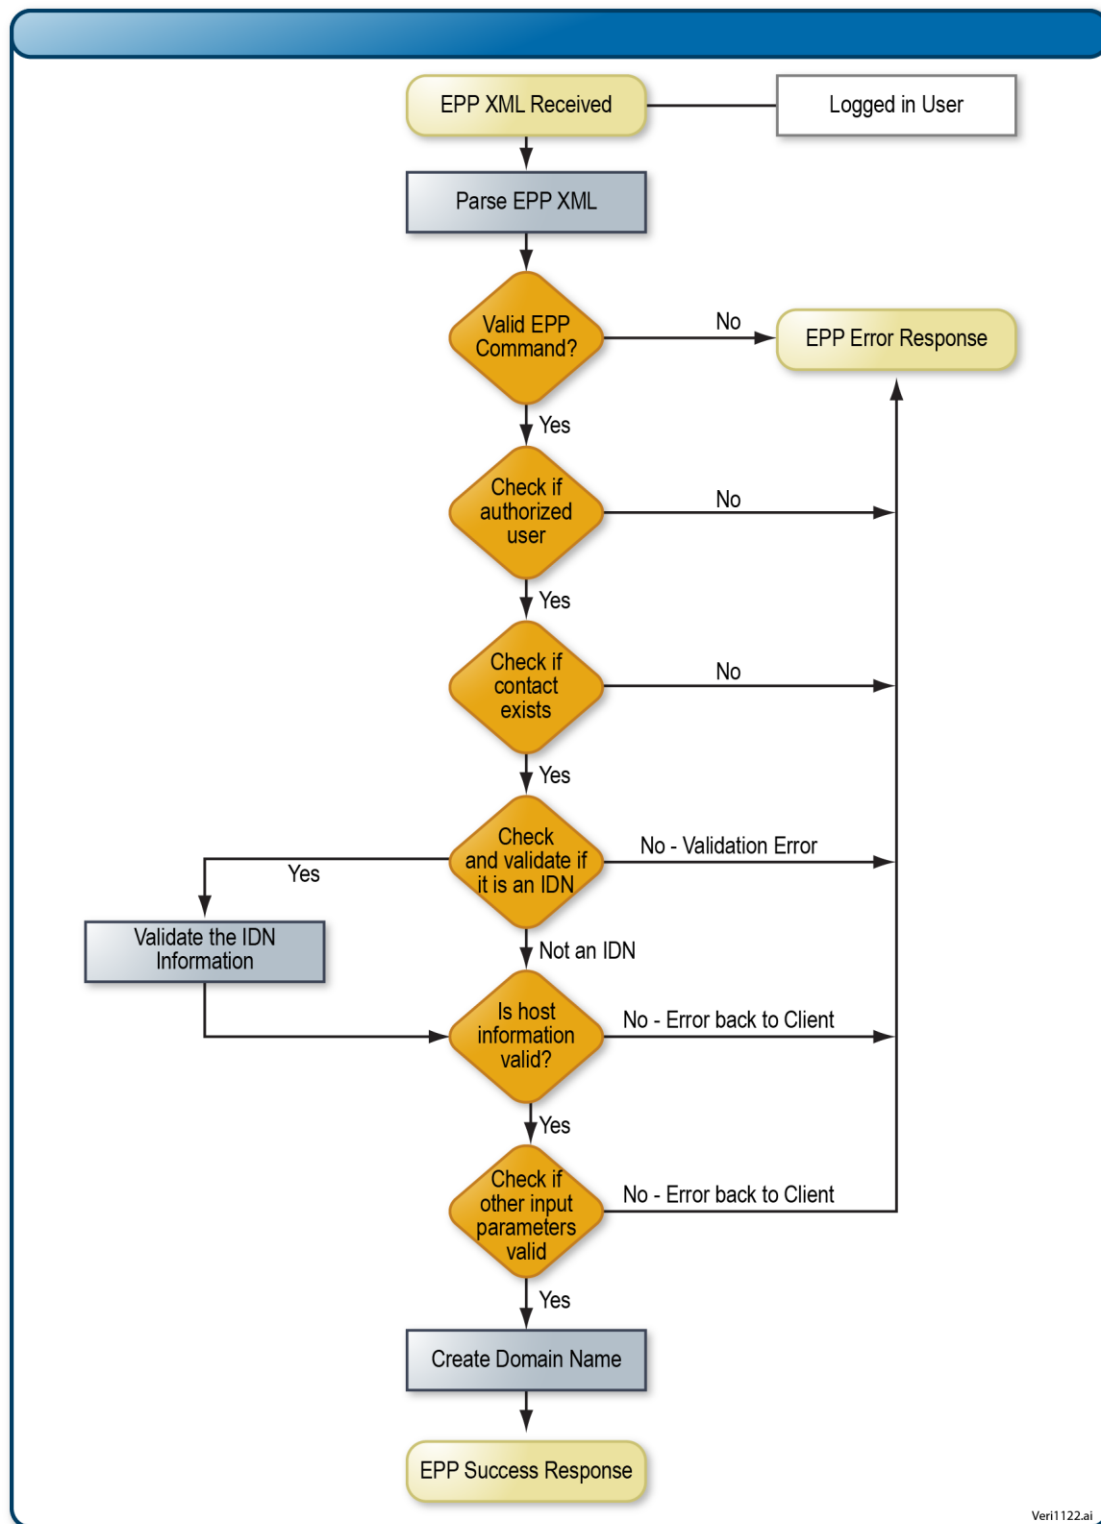 EPP XML Received
Logged in User
Parse EPP XML
Valid EPP
Command?
No
EPP Error Response
Yes
Check if
authorized
user
No
Yes
Check if
contact
exists
No
Yes
Check
and validate if
it is an IDN
No - Validation Error
Yes
Validate the IDN
Information
Not an IDN
Is host
information
valid?
No - Error back to Client
Yes
Check if
other input
parameters
valid
No - Error back to Client
Yes
Create Domain Name
EPP Success Response
Veri1122.ai